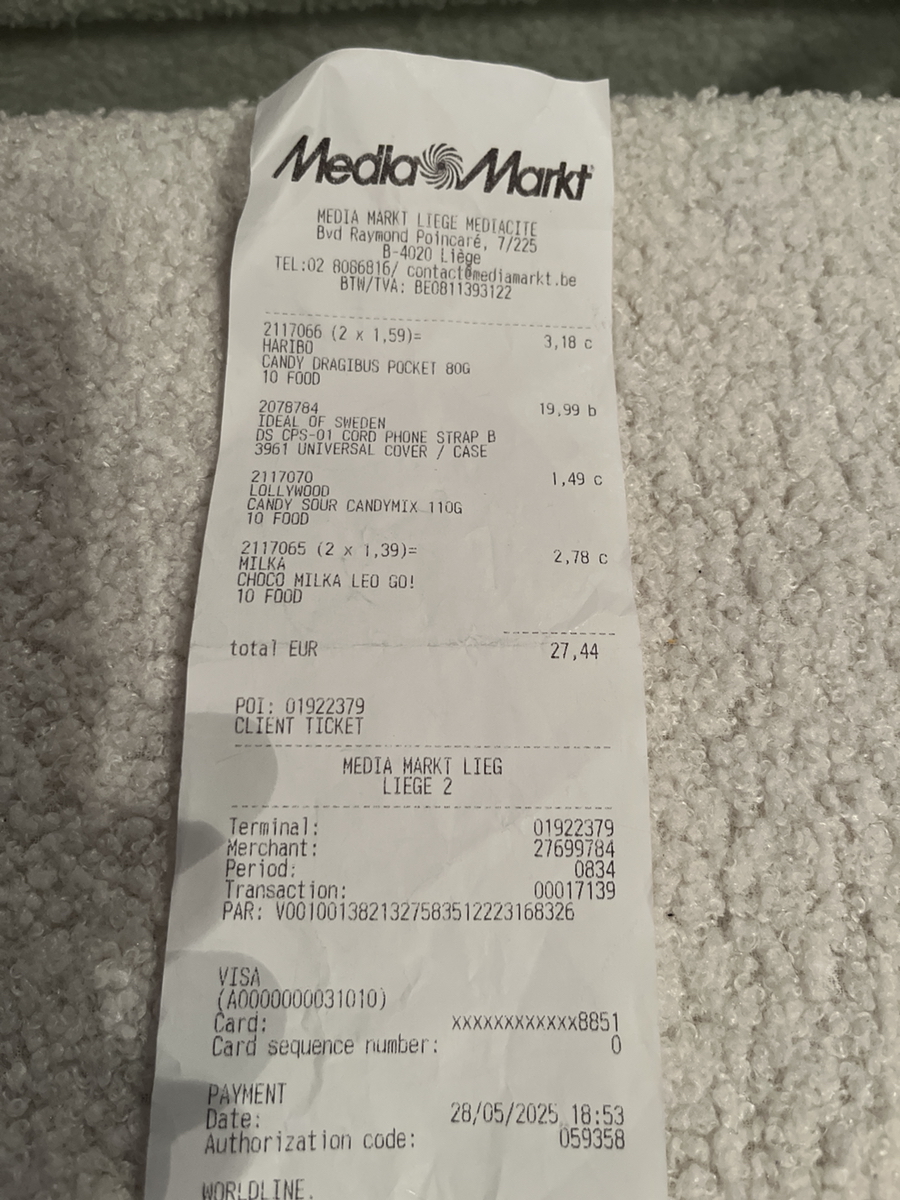 Media Markt
MEDIA MARKT LIEGE MEDIACITE
Bvd Raymond Poincaré, 7/225
B-4020 Liège
TEL:02 8066816/ contact@mediamarkt.be
BTW/TVA: BE0811393122
2117066 (2 x 1,59)= 3,18 c
HARIBO
CANDY DRAGIBUS POCKET 80G
10 FOOD
2078784 19,99 b
IDEAL OF SWEDEN
DS CPS-01 CORD PHONE STRAP B
3961 UNIVERSAL COVER / CASE
2117070 1,49 c
LOLLYWOOD
CANDY SOUR CANDYMIX 110G
10 FOOD
2117065 (2 x 1,39)= 2,78 c
MILKA
CHOCO MILKA LEO GO!
10 FOOD
total EUR 27,44
POI: 01922379
CLIENT TICKET
MEDIA MARKT LIEG
LIEGE 2
Terminal: 01922379
Merchant: 27699784
Period: 0834
Transaction: 00017139
PAR: V0010013821327583512223168326
VISA
(A0000000031010)
Card: xxxxxxxxxxxx8851
Card sequence number: 0
PAYMENT
Date: 28/05/2025 18:53
Authorization code: 059358
WORLDLINE.